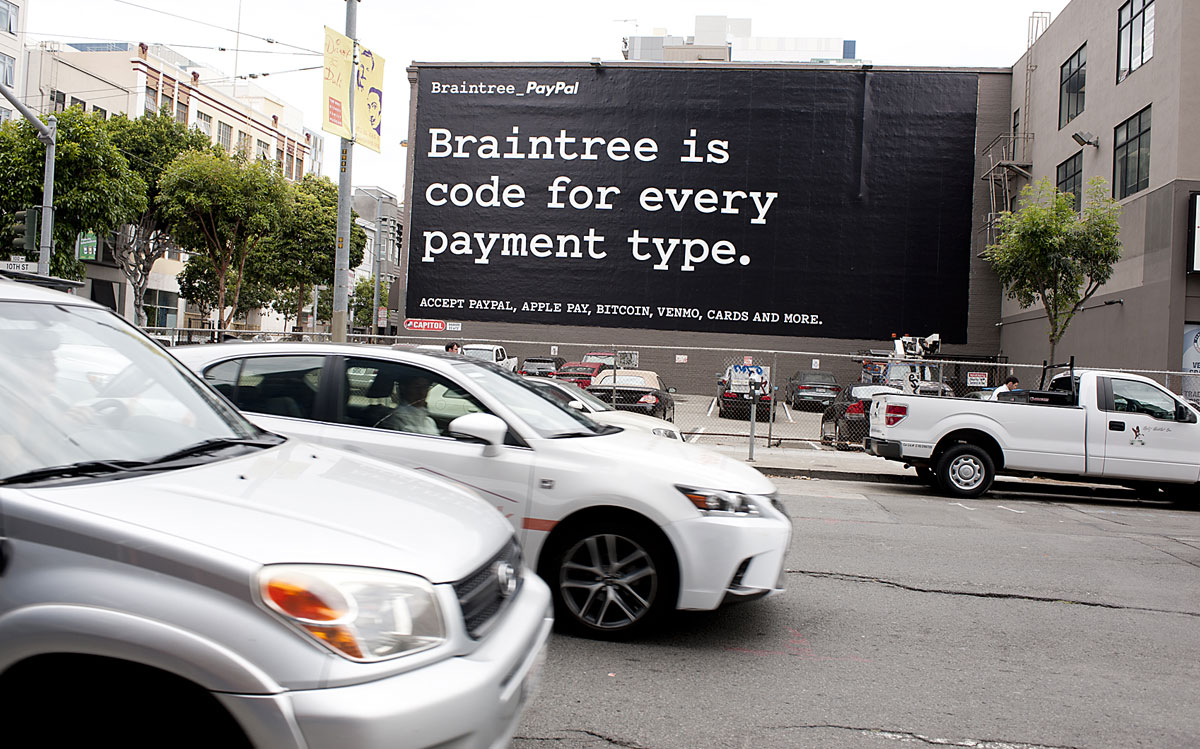 Braintree_PayPal
Braintree is
code for every
payment type.
ACCEPT PAYPAL, APPLE PAY, BITCOIN, VENMO, CARDS AND MORE.
CAPITOL
10TH ST